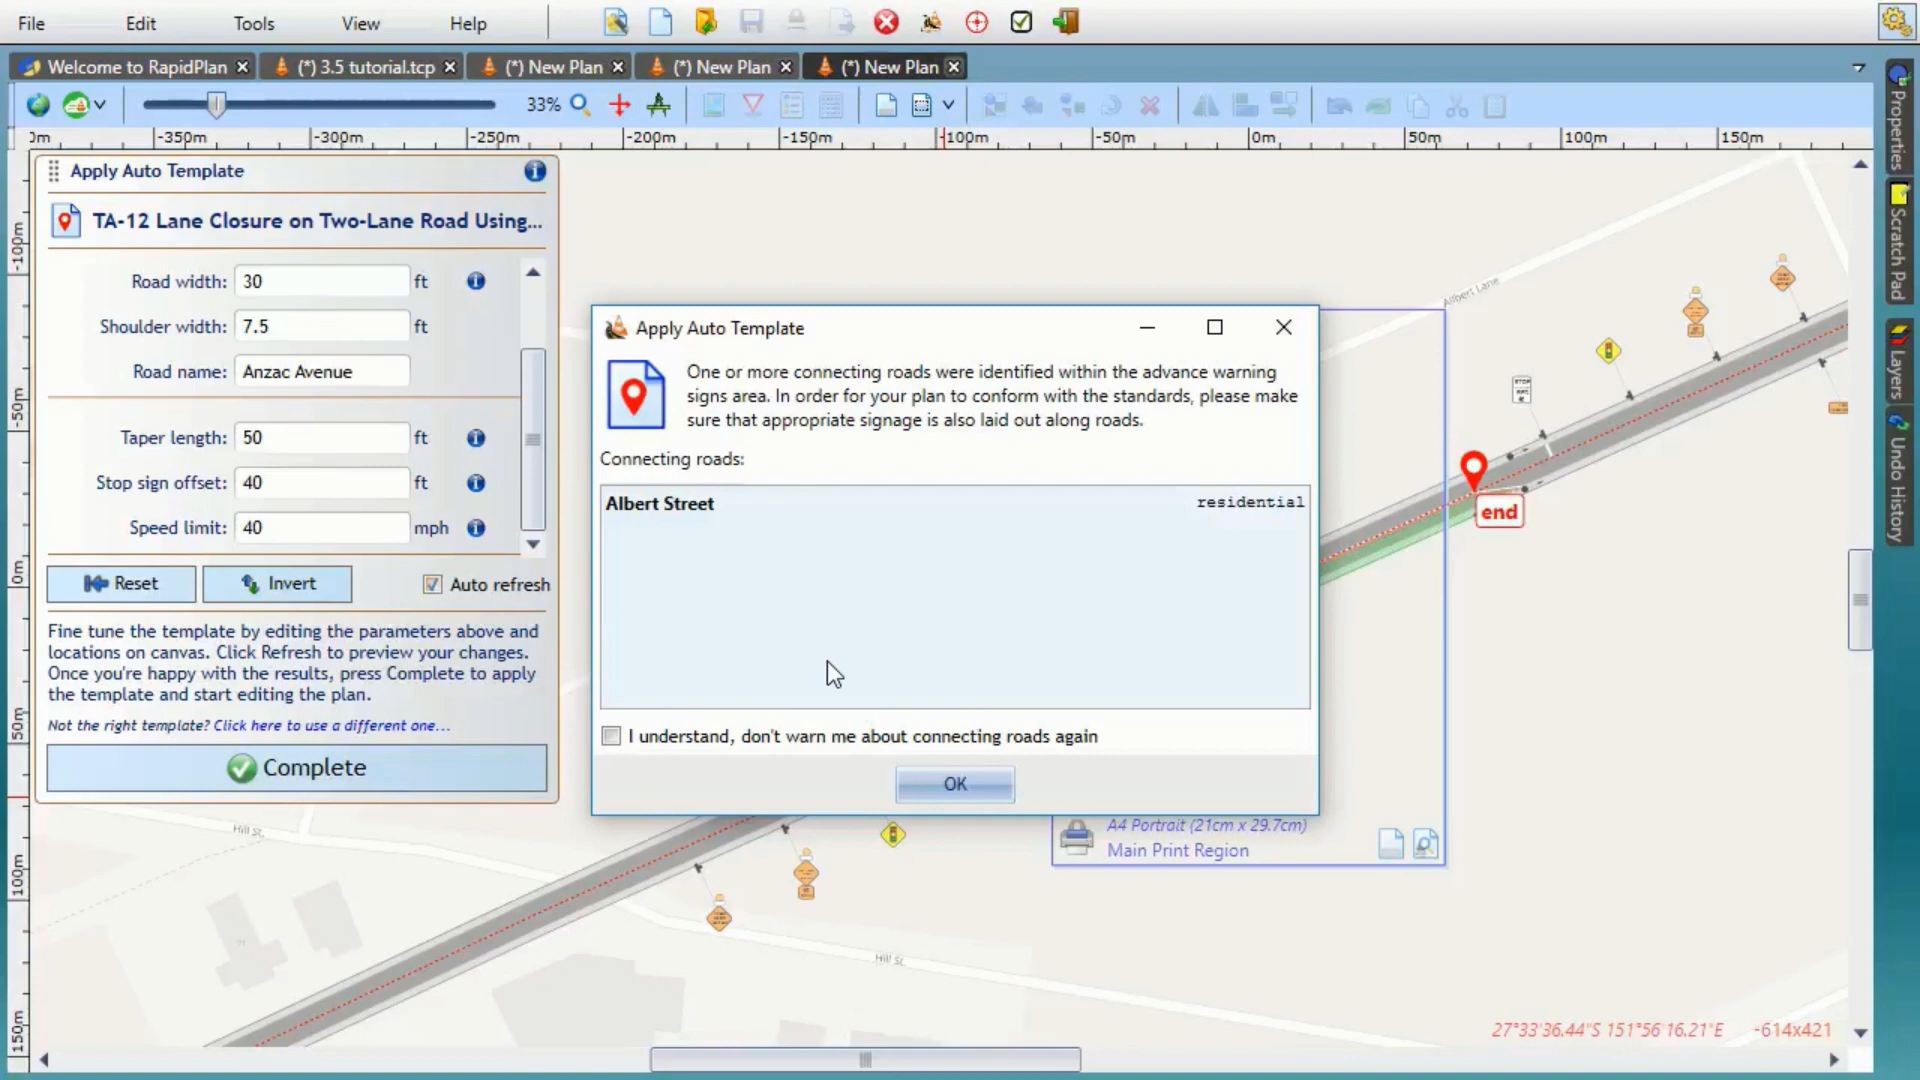 File Edit Tools View Help
Welcome to RapidPlan (*) 3.5 tutorial.tcp (*) New Plan (*) New Plan (*) New Plan
33%
0m -350m -300m -250m -200m -150m -100m -50m 0m 50m 100m 150m
-100m
-50m
0m
50m
100m
150m
Apply Auto Template
TA-12 Lane Closure on Two-Lane Road Using...
Road width: 30 ft
Shoulder width: 7.5 ft
Road name: Anzac Avenue
Taper length: 50 ft
Stop sign offset: 40 ft
Speed limit: 40 mph
Reset Invert Auto refresh
Fine tune the template by editing the parameters above and
locations on canvas. Click Refresh to preview your changes.
Once you're happy with the results, press Complete to apply
the template and start editing the plan.
Not the right template? Click here to use a different one...
Complete
Apply Auto Template
One or more connecting roads were identified within the advance warning
signs area. In order for your plan to conform with the standards, please make
sure that appropriate signage is also laid out along roads.
Connecting roads:
Albert Street residential
I understand, don't warn me about connecting roads again
OK
Albert Lane
end
A4 Portrait (21cm x 29.7cm)
Main Print Region
Hill St
Hill St
27°33'36.44"S 151°56'16.21"E -614x421
Properties
Scratch Pad
Layers
Undo History